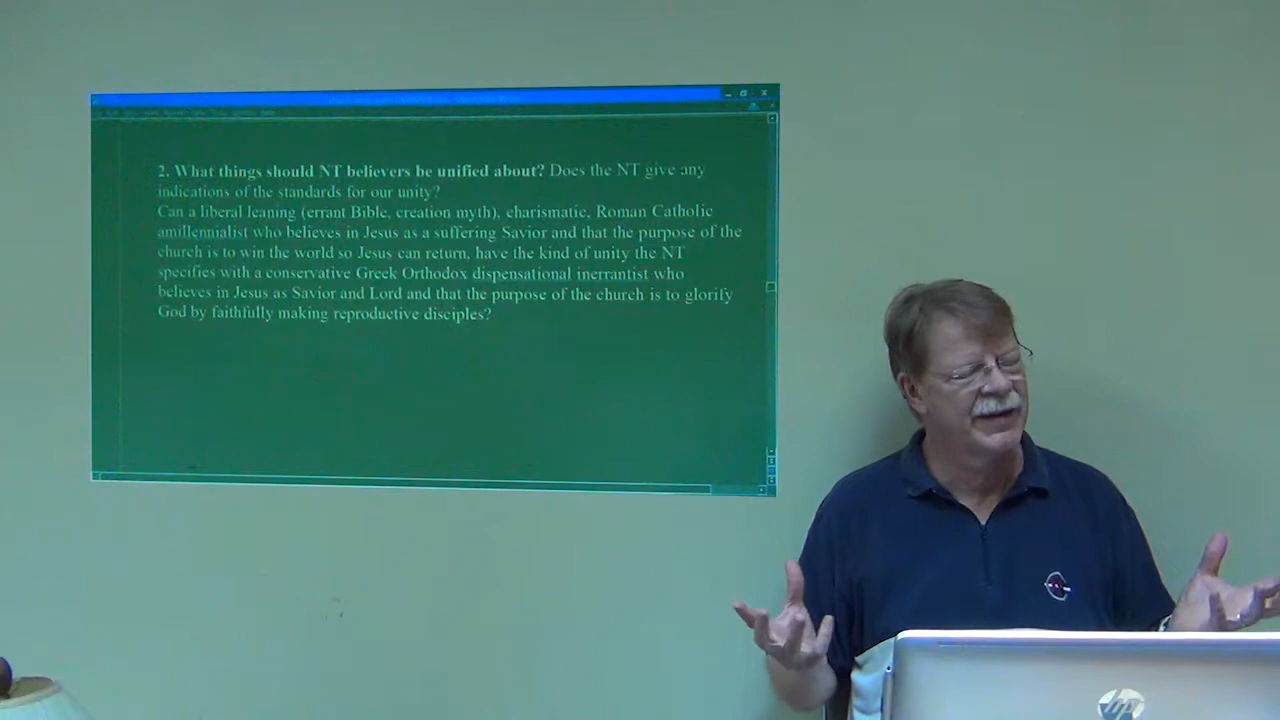 2. What things should NT believers be unified about? Does the NT give any
indications of the standards for our unity?
Can a liberal leaning (errant Bible, creation myth), charismatic, Roman Catholic
amillennialist who believes in Jesus as a suffering Savior and that the purpose of the
church is to win the world so Jesus can return, have the kind of unity the NT
specifies with a conservative Greek Orthodox dispensational inerrantist who
believes in Jesus as Savior and Lord and that the purpose of the church is to glorify
God by faithfully making reproductive disciples?
hp